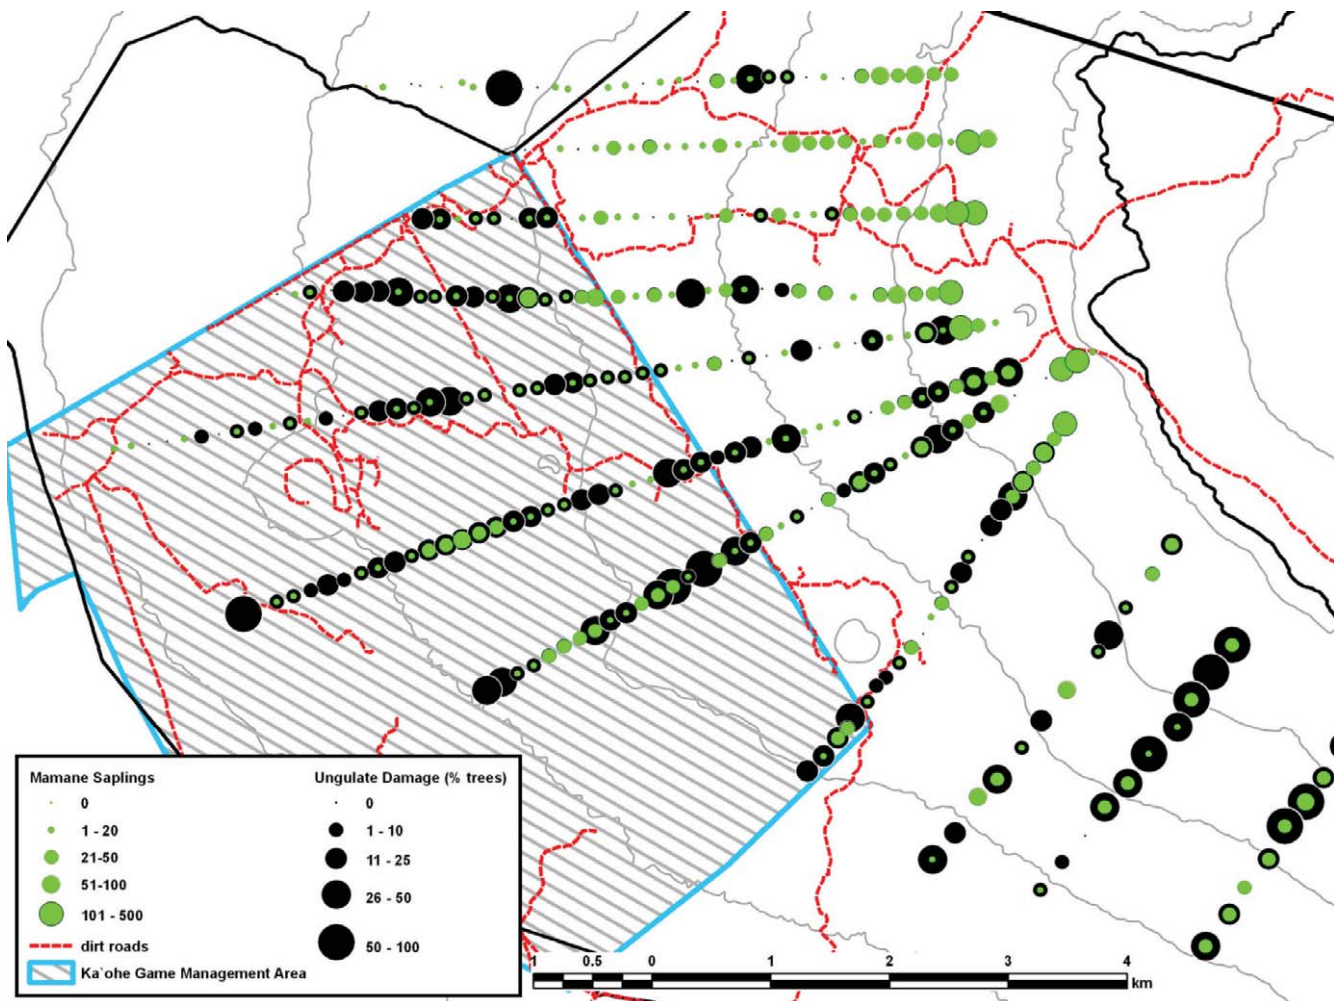 Mamane Saplings
0
1 - 20
21-50
51-100
101 - 500
dirt roads
Ka`ohe Game Management Area
Ungulate Damage (% trees)
0
1 - 10
11 - 25
26 - 50
50 - 100
1 0.5 0 1 2 3 4
km